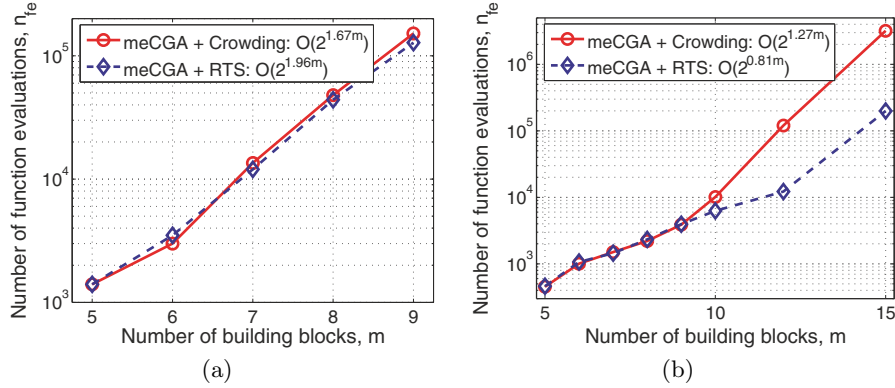 meCGA + Crowding: O(2^1.67m)
meCGA + RTS: O(2^1.96m)
Number of function evaluations, n_fe
10^5
10^4
10^3
5 6 7 8 9
Number of building blocks, m
(a)
meCGA + Crowding: O(2^1.27m)
meCGA + RTS: O(2^0.81m)
Number of function evaluations, n_fe
10^6
10^5
10^4
10^3
5 10 15
Number of building blocks, m
(b)